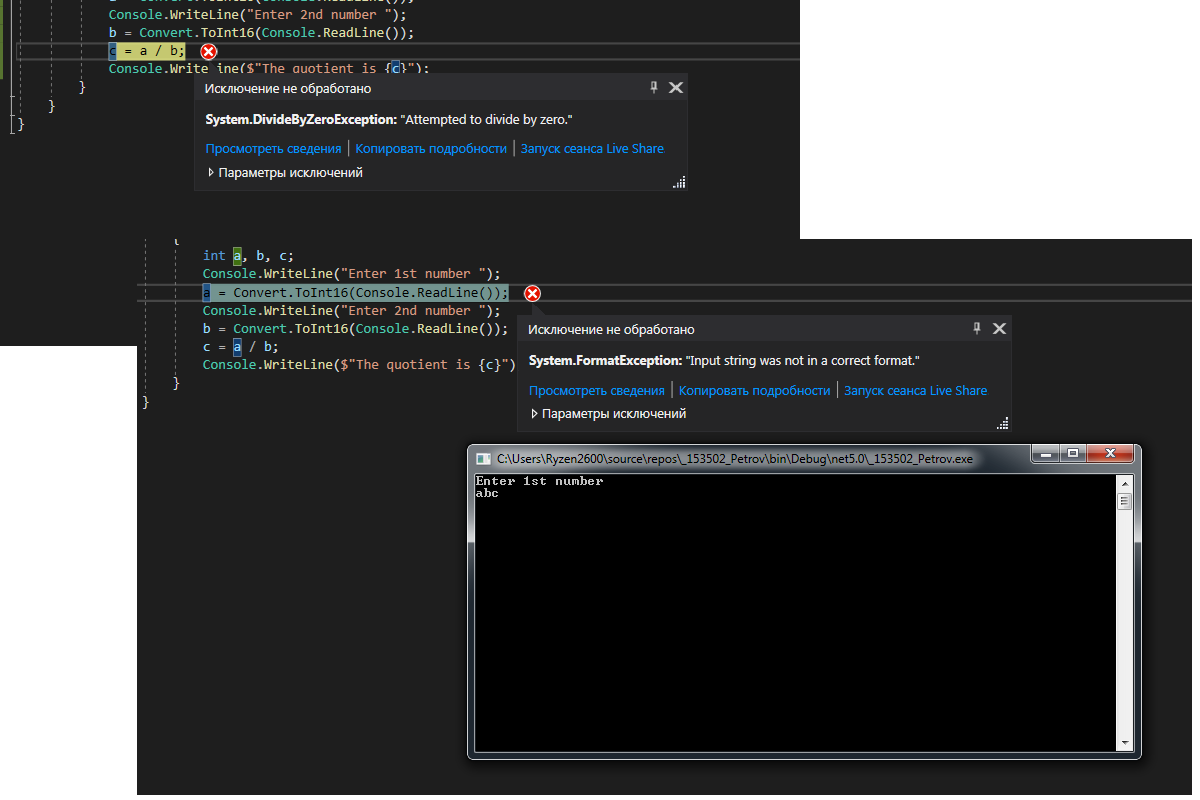 Console.WriteLine("Enter 2nd number ");
b = Convert.ToInt16(Console.ReadLine());
c = a / b;
Console.Write ine($"The quotient is {c}");
}
}
}
Исключение не обработано
System.DivideByZeroException: "Attempted to divide by zero."
Просмотреть сведения | Копировать подробности | Запуск сеанса Live Share
Параметры исключений
int a, b, c;
Console.WriteLine("Enter 1st number ");
a = Convert.ToInt16(Console.ReadLine());
Console.WriteLine("Enter 2nd number ");
b = Convert.ToInt16(Console.ReadLine());
c = a / b;
Console.WriteLine($"The quotient is {c}")
}
}
Исключение не обработано
System.FormatException: "Input string was not in a correct format."
Просмотреть сведения | Копировать подробности | Запуск сеанса Live Share
Параметры исключений
C:\Users\Ryzen2600\source\repos\_153502_Petrov\bin\Debug\net5.0\_153502_Petrov.exe
Enter 1st number
abc